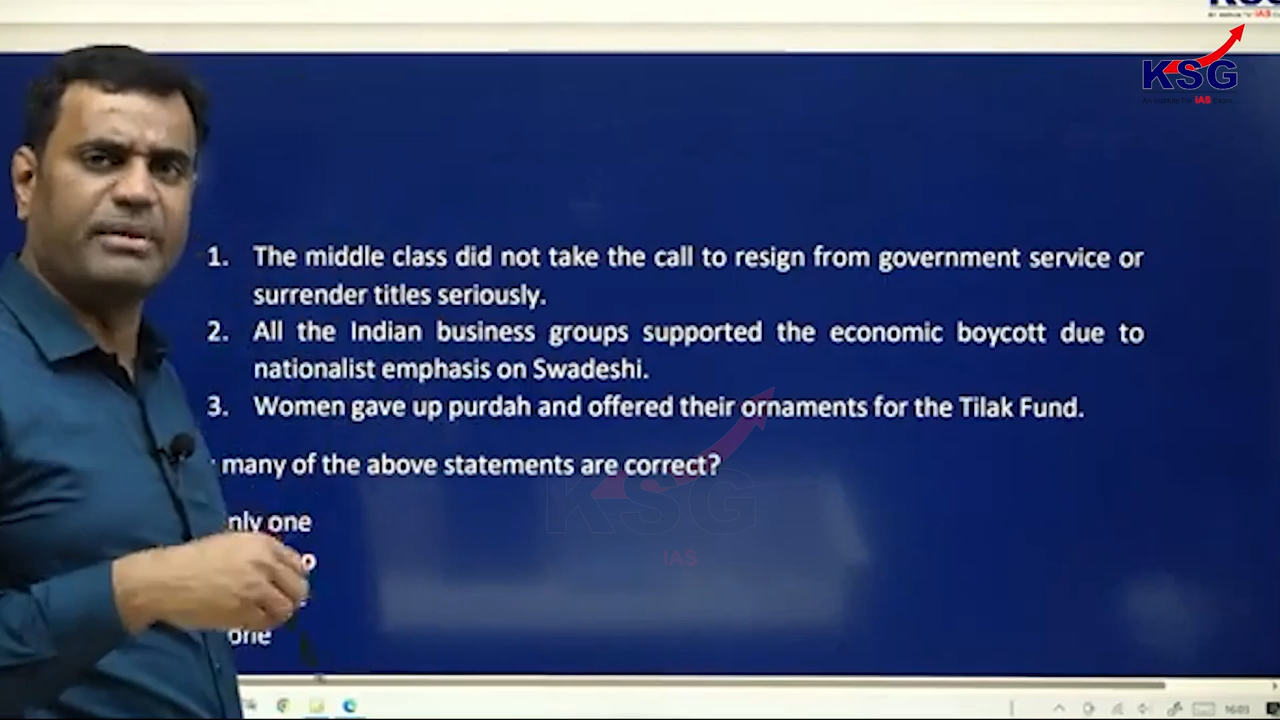 KSG
An Institute For IAS Exam
1. The middle class did not take the call to resign from government service or
surrender titles seriously.
2. All the Indian business groups supported the economic boycott due to
nationalist emphasis on Swadeshi.
3. Women gave up purdah and offered their ornaments for the Tilak Fund.
many of the above statements are correct?
nly one
o
one
KSG
IAS
16:03